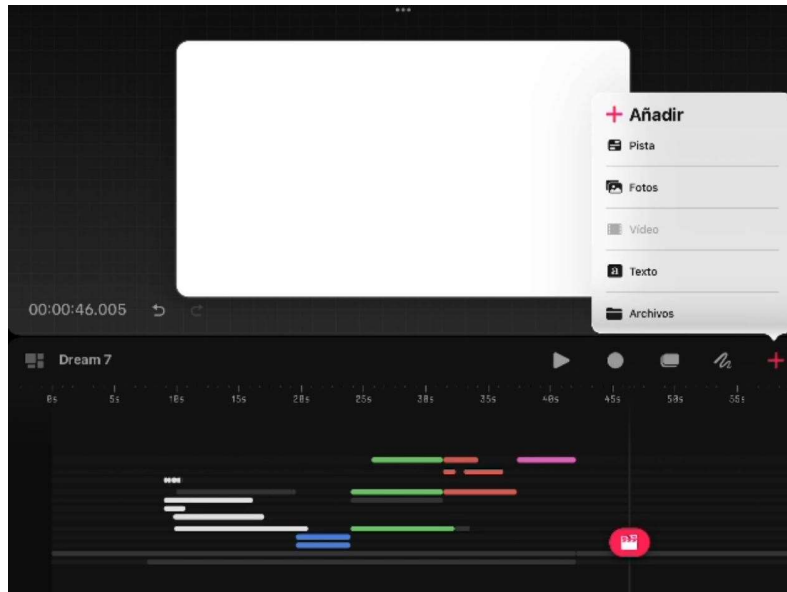 Añadir
Pista
Fotos
Vídeo
Texto
Archivos
00:00:46.005
Dream 7
0s 5s 10s 15s 20s 25s 30s 35s 40s 45s 50s 55s